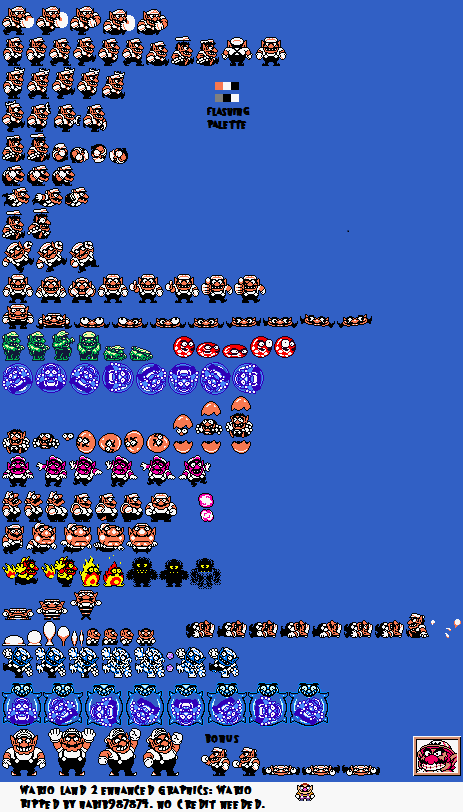 FLASHING
PALETTE
BONUS
WARIO LAND 2 ENHANCED GRAPHICS: WARIO
RIPPED BY NO CREDIT NEEDED.